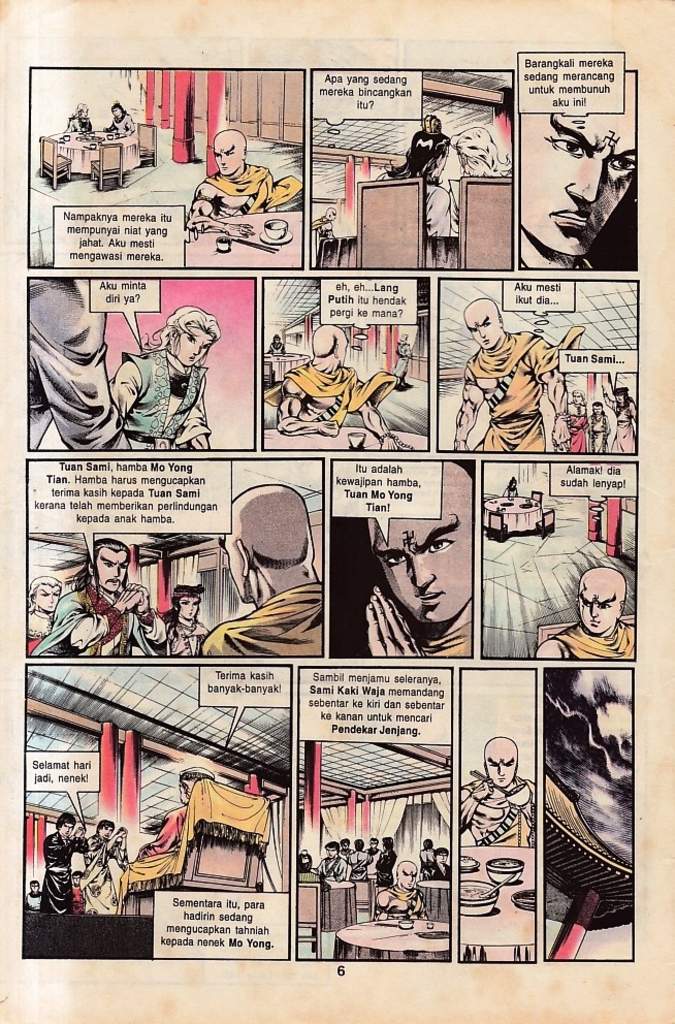 Nampaknya mereka itu
mempunyai niat yang
jahat. Aku mesti
mengawasi mereka.
Apa yang sedang
mereka bincangkan
itu?
Barangkali mereka
sedang merancang
untuk membunuh
aku ini!
Aku minta
diri ya?
eh, eh...Lang
Putih itu hendak
pergi ke mana?
Aku mesti
ikut dia...
Tuan Sami...
Tuan Sami, hamba Mo Yong
Tian. Hamba harus mengucapkan
terima kasih kepada Tuan Sami
kerana telah memberikan perlindungan
kepada anak hamba.
Itu adalah
kewajipan hamba,
Tuan Mo Yong
Tian!
Alamak! dia
sudah lenyap!
Terima kasih
banyak-banyak!
Selamat hari
jadi, nenek!
Sementara itu, para
hadirin sedang
mengucapkan tahniah
kepada nenek Mo Yong.
Sambil menjamu seleranya,
Sami Kaki Waja memandang
sebentar ke kiri dan sebentar
ke kanan untuk mencari
Pendekar Jenjang.
6